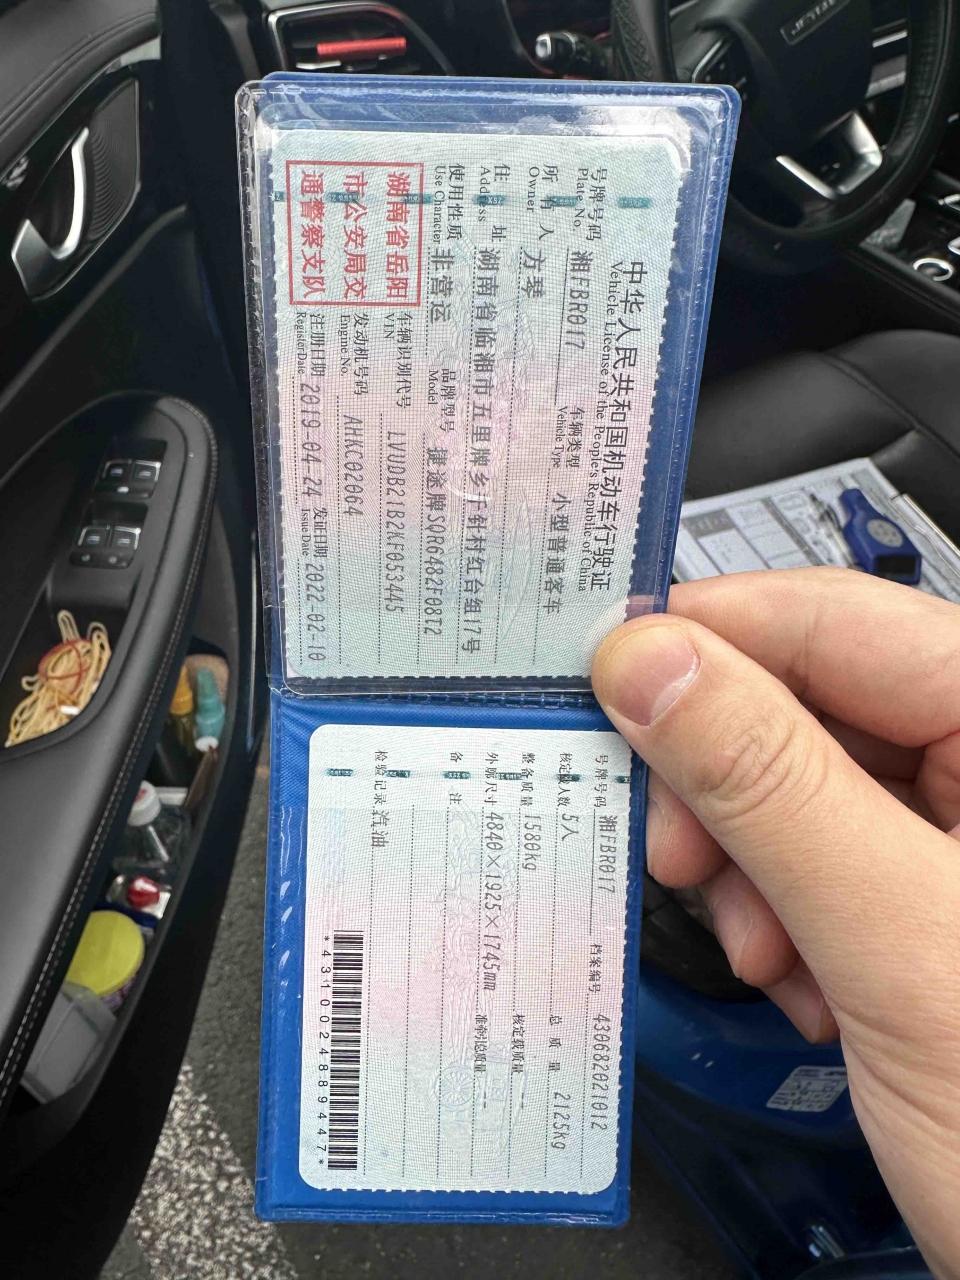 中华人民共和国机动车行驶证
Vehicle License of the People's Republic of China
号牌号码 湘FBR017 车辆类型 小型普通客车
Plate No. Vehicle Type
所有人 方琴
Owner
住址 湖南省临湘市五里牌乡千针村红台组17号
Address
使用性质 非营运 品牌型号 捷途牌SQR6482F08T2
Use Character Model
湖南省岳阳
市公安局交
通警察支队
车辆识别代号 LVUDB21B2KF053445
VIN
发动机号码 AHKC02064
Engine No.
注册日期 2019-04-24 发证日期 2022-02-10
Register Date Issue Date
号牌号码 湘FBR017 档案编号 430682021012
核定载人数 5人 总质量 2125kg
整备质量 1580kg 核定载质量 --
外廓尺寸 4840×1925×1745mm 准牵引总质量 --
备注
检验记录 汽油
*4310024889447*